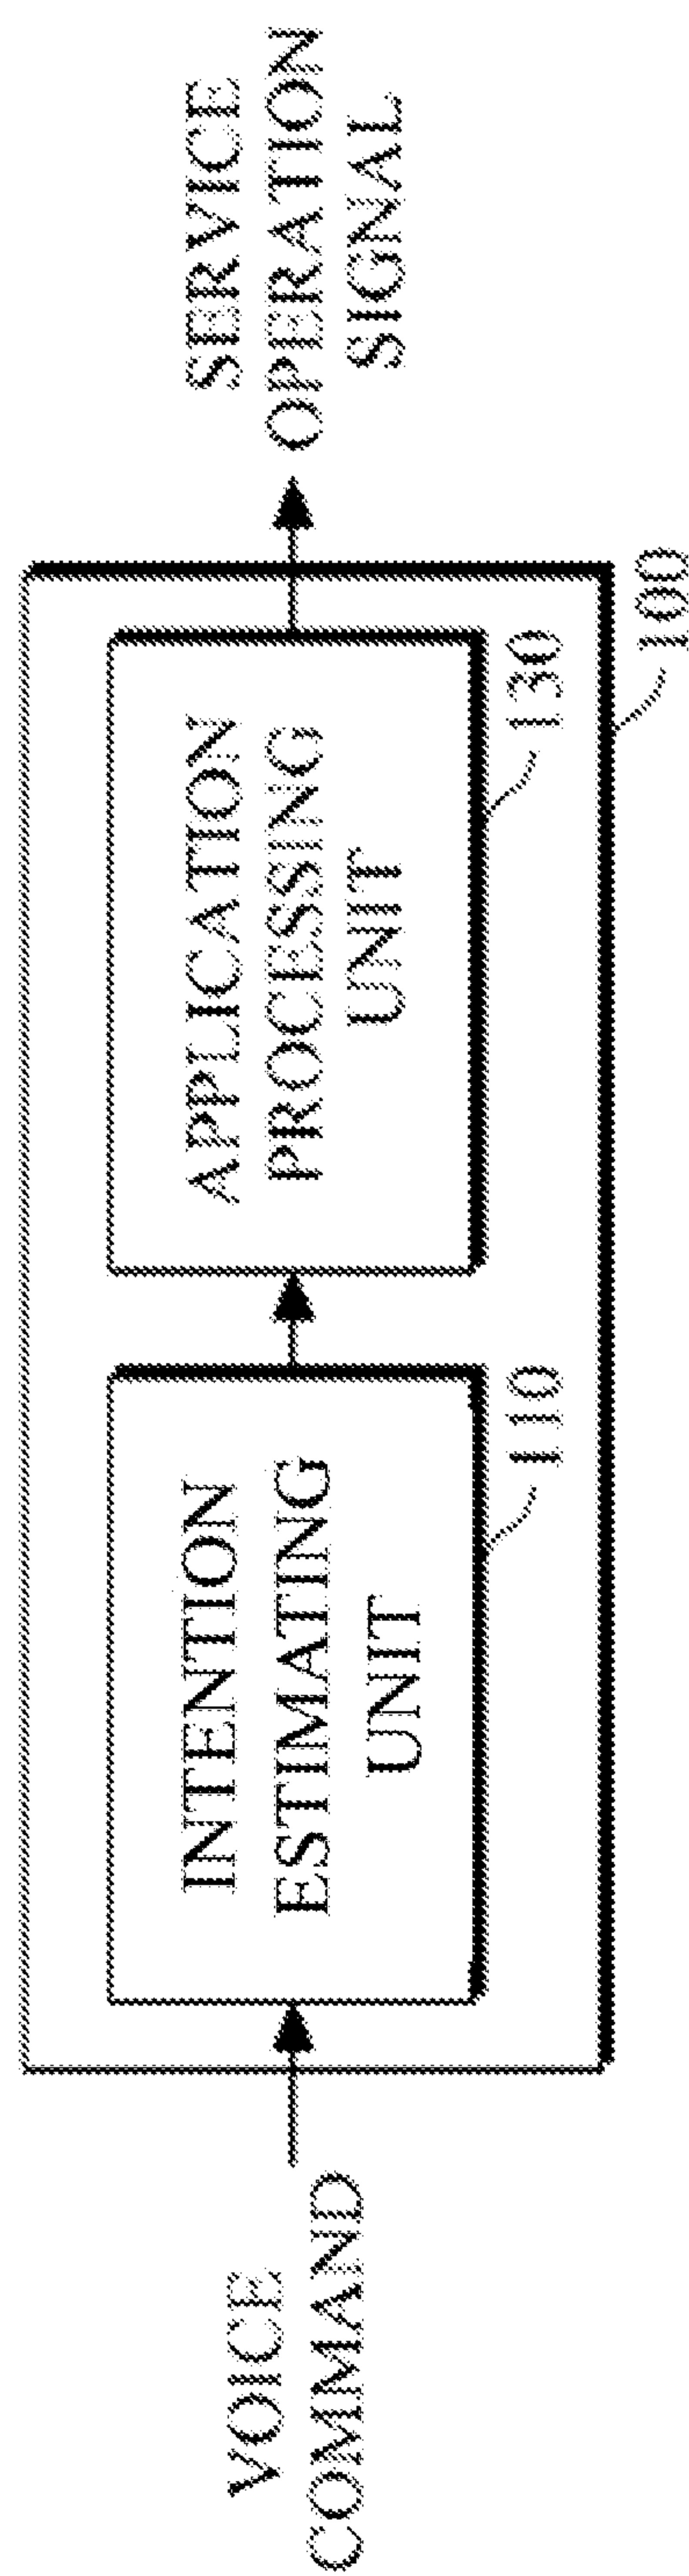 VOICE
COMMAND
INTENTION
ESTIMATING
UNIT
110
APPLICATION
PROCESSING
UNIT
130
100
SERVICE
OPERATION
SIGNAL